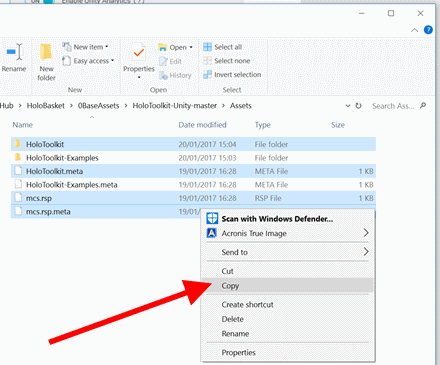 ON Enable Unity Analytics
Rename
New folder
New item
Easy access
Properties
Open
Edit
History
Select all
Select none
Invert selection
New
Open
Select
Hub > HoloBasket > 0BaseAssets > HoloToolkit-Unity-master > Assets
Search Ass...
Name Date modified Type Size
HoloToolkit 20/01/2017 15:04 File folder
HoloToolkit-Examples 20/01/2017 15:03 File folder
HoloToolkit.meta 19/01/2017 16:28 META File 1 KB
HoloToolkit-Examples.meta 19/01/2017 16:28 META File 1 KB
mcs.rsp 19/01/2017 16:28 RSP File 1 KB
mcs.rsp.meta 19/01/ 1 KB
Scan with Windows Defender...
Acronis True Image
Send to
Cut
Copy
Create shortcut
Delete
Rename
Properties